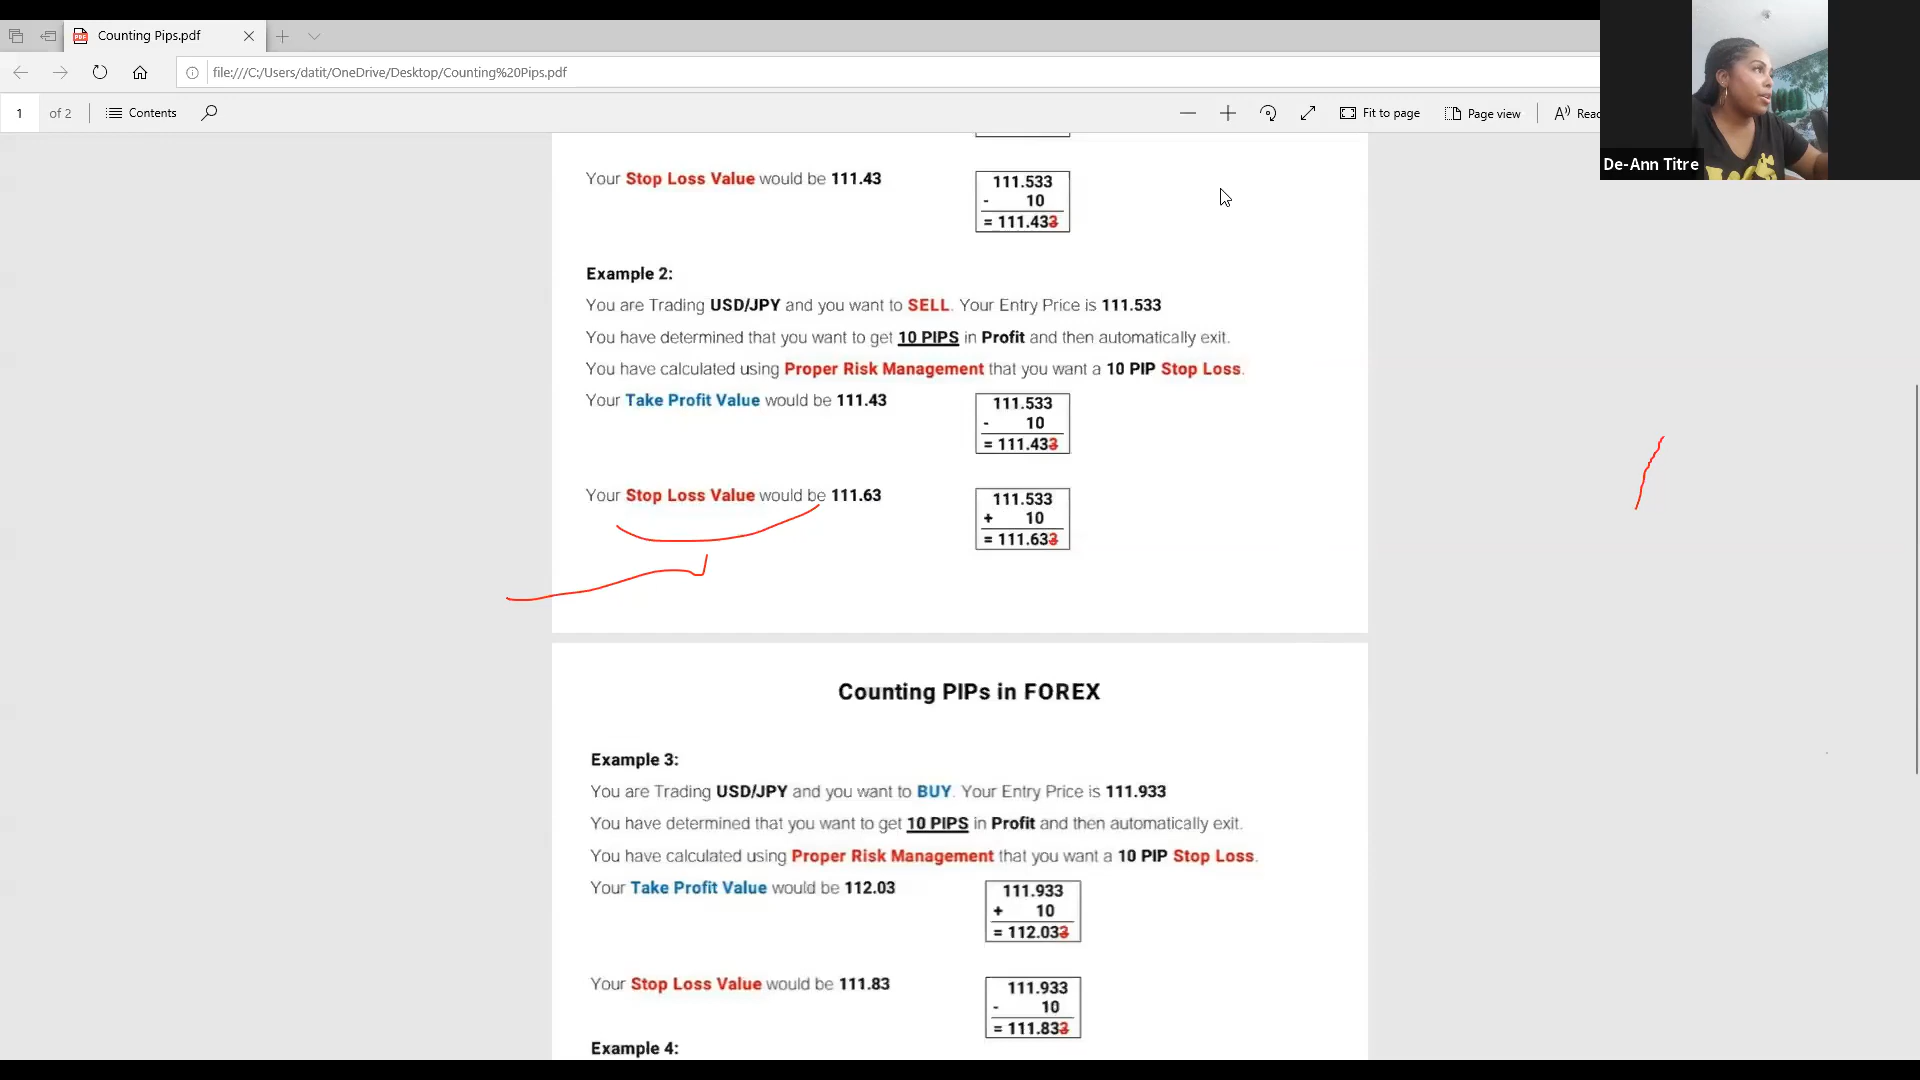 Counting Pips.pdf
file:///C:/Users/datit/OneDrive/Desktop/Counting%20Pips.pdf
1 of 2 Contents Fit to page Page view Read
De-Ann Titre
Your Stop Loss Value would be 111.43
111.533
- 10
= 111.433
Example 2:
You are Trading USD/JPY and you want to SELL. Your Entry Price is 111.533
You have determined that you want to get 10 PIPS in Profit and then automatically exit.
You have calculated using Proper Risk Management that you want a 10 PIP Stop Loss.
Your Take Profit Value would be 111.43
111.533
- 10
= 111.433
Your Stop Loss Value would be 111.63
111.533
+ 10
= 111.633
Counting PIPs in FOREX
Example 3:
You are Trading USD/JPY and you want to BUY. Your Entry Price is 111.933
You have determined that you want to get 10 PIPS in Profit and then automatically exit.
You have calculated using Proper Risk Management that you want a 10 PIP Stop Loss.
Your Take Profit Value would be 112.03
111.933
+ 10
= 112.033
Your Stop Loss Value would be 111.83
111.933
- 10
= 111.833
Example 4: